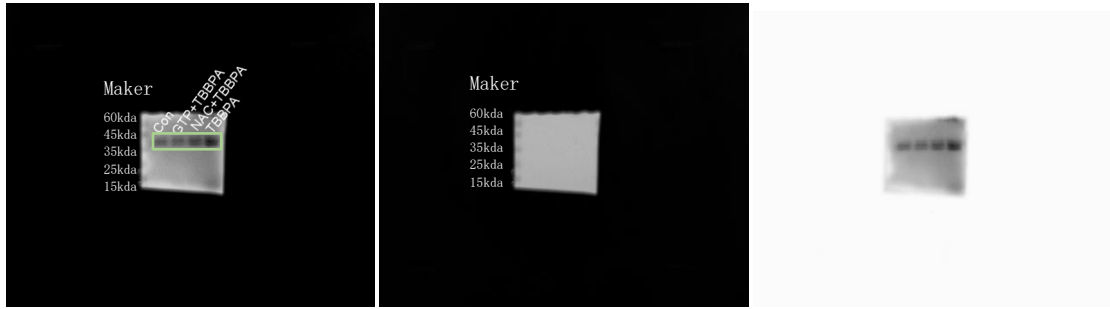 Maker
Con
GTP+TBBPA
NAC+TBBPA
TBBPA
60kda
45kda
35kda
25kda
15kda
Maker
60kda
45kda
35kda
25kda
15kda